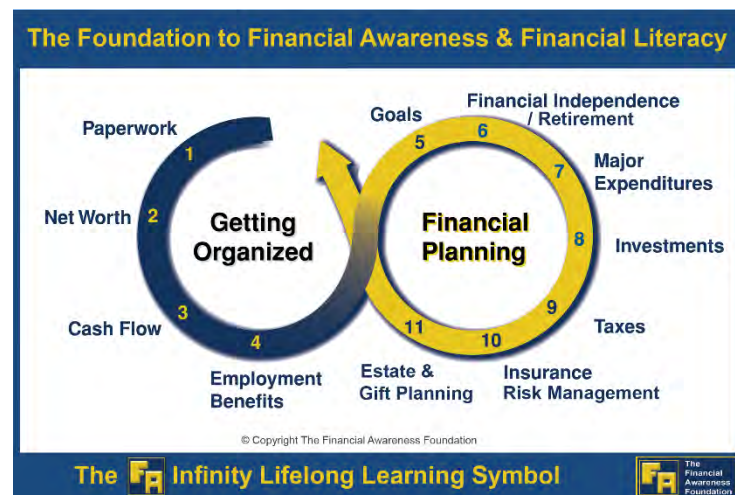 The Foundation to Financial Awareness & Financial Literacy
Paperwork
1
Net Worth
2
Cash Flow
3
4
Employment
Benefits
Getting
Organized
Goals
5
Financial Independence
/ Retirement
6
7
Major
Expenditures
8
Investments
9
Taxes
10
Insurance
Risk Management
11
Estate &
Gift Planning
Financial
Planning
© Copyright The Financial Awareness Foundation
The FA Infinity Lifelong Learning Symbol
FA
The
Financial
Awareness
Foundation